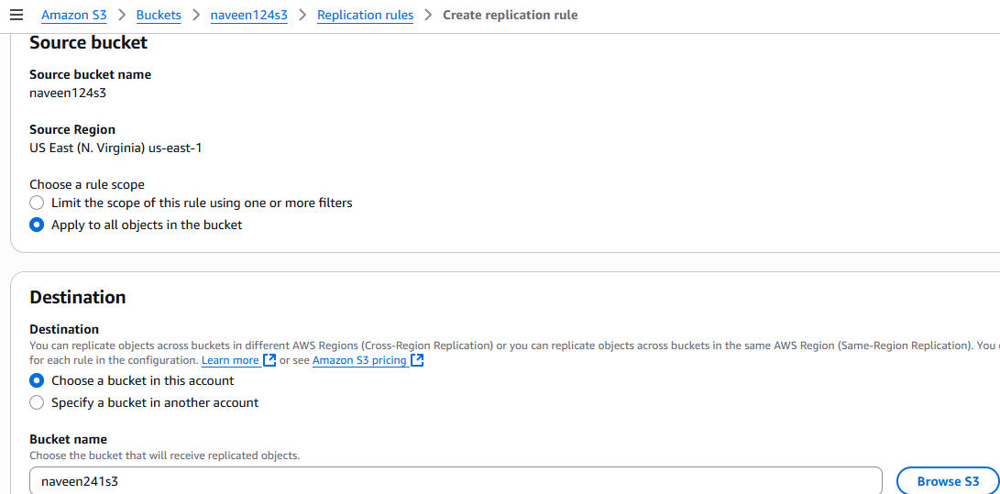 Amazon S3 > Buckets > naveen124s3 > Replication rules > Create replication rule
Source bucket
Source bucket name
naveen124s3
Source Region
US East (N. Virginia) us-east-1
Choose a rule scope
Limit the scope of this rule using one or more filters
Apply to all objects in the bucket
Destination
Destination
You can replicate objects across buckets in different AWS Regions (Cross-Region Replication) or you can replicate objects across buckets in the same AWS Region (Same-Region Replication). You
for each rule in the configuration. Learn more or see Amazon S3 pricing
Choose a bucket in this account
Specify a bucket in another account
Bucket name
Choose the bucket that will receive replicated objects.
naveen241s3
Browse S3